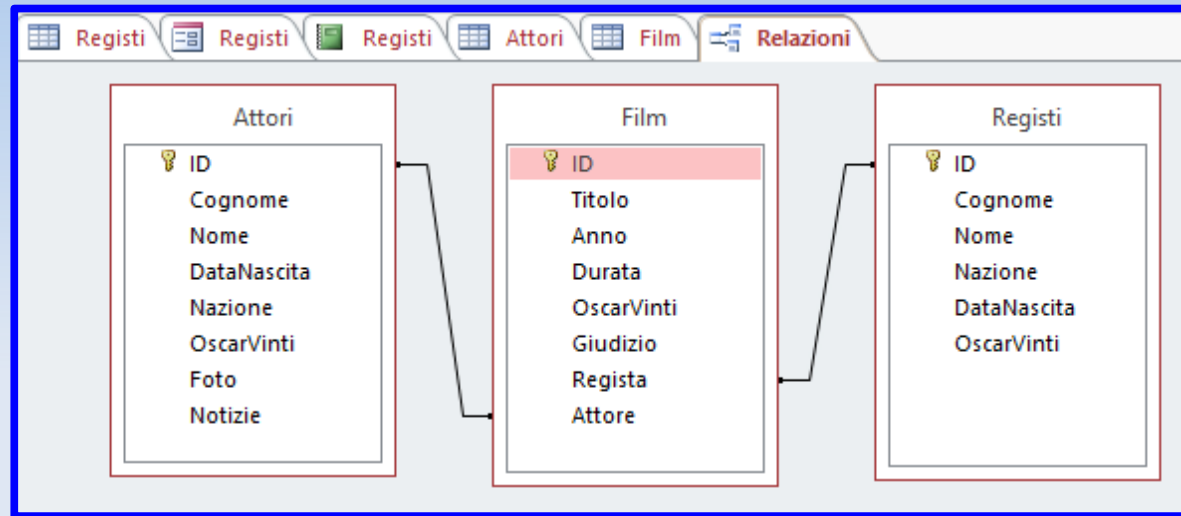 Registi Registi Registi Attori Film Relazioni
Attori
ID
Cognome
Nome
DataNascita
Nazione
OscarVinti
Foto
Notizie
Film
ID
Titolo
Anno
Durata
OscarVinti
Giudizio
Regista
Attore
Registi
ID
Cognome
Nome
Nazione
DataNascita
OscarVinti